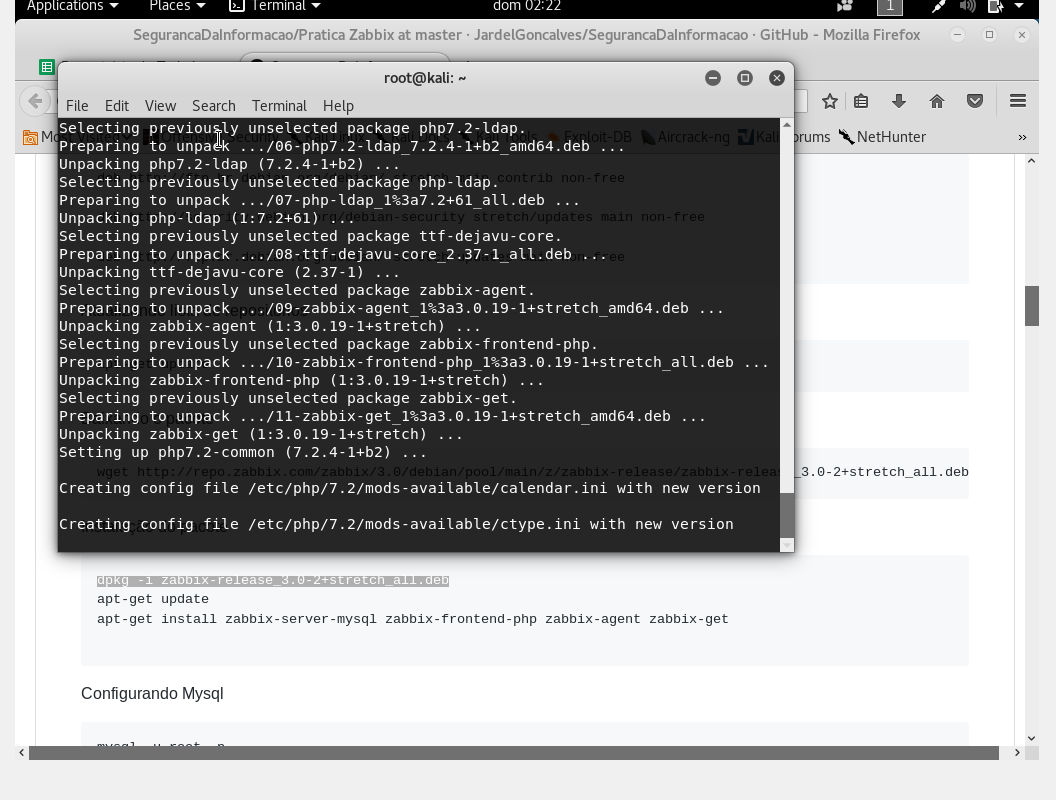 Applications
Places
Terminal
dom 02:22
1
SegurancaDaInformacao/Pratica Zabbix at master · JardelGoncalves/SegurancaDaInformacao · GitHub - Mozilla Firefox
root@kali: ~
File Edit View Search Terminal Help
Most Visited
Offensive Security
Kali Linux
Kali Docs
Kali Tools
Exploit-DB
Aircrack-ng
Kali Forums
NetHunter
»
Selecting previously unselected package php7.2-ldap.
Preparing to unpack .../06-php7.2-ldap_7.2.4-1+b2_amd64.deb ...
Unpacking php7.2-ldap (7.2.4-1+b2) ...
Selecting previously unselected package php-ldap.
Preparing to unpack .../07-php-ldap_1%3a7.2+61_all.deb ...
Unpacking php-ldap (1:7.2+61) ...
Selecting previously unselected package ttf-dejavu-core.
Preparing to unpack .../08-ttf-dejavu-core_2.37-1_all.deb ...
Unpacking ttf-dejavu-core (2.37-1) ...
Selecting previously unselected package zabbix-agent.
Preparing to unpack .../09-zabbix-agent_1%3a3.0.19-1+stretch_amd64.deb ...
Unpacking zabbix-agent (1:3.0.19-1+stretch) ...
Selecting previously unselected package zabbix-frontend-php.
Preparing to unpack .../10-zabbix-frontend-php_1%3a3.0.19-1+stretch_all.deb ...
Unpacking zabbix-frontend-php (1:3.0.19-1+stretch) ...
Selecting previously unselected package zabbix-get.
Preparing to unpack .../11-zabbix-get_1%3a3.0.19-1+stretch_amd64.deb ...
Unpacking zabbix-get (1:3.0.19-1+stretch) ...
Setting up php7.2-common (7.2.4-1+b2) ...
wget http://repo.zabbix.com/zabbix/3.0/debian/pool/main/z/zabbix-release/zabbix-release_3.0-2+stretch_all.deb
Creating config file /etc/php/7.2/mods-available/calendar.ini with new version
Creating config file /etc/php/7.2/mods-available/ctype.ini with new version
dpkg -i zabbix-release_3.0-2+stretch_all.deb
apt-get update
apt-get install zabbix-server-mysql zabbix-frontend-php zabbix-agent zabbix-get
Configurando Mysql
mysql -u root -p